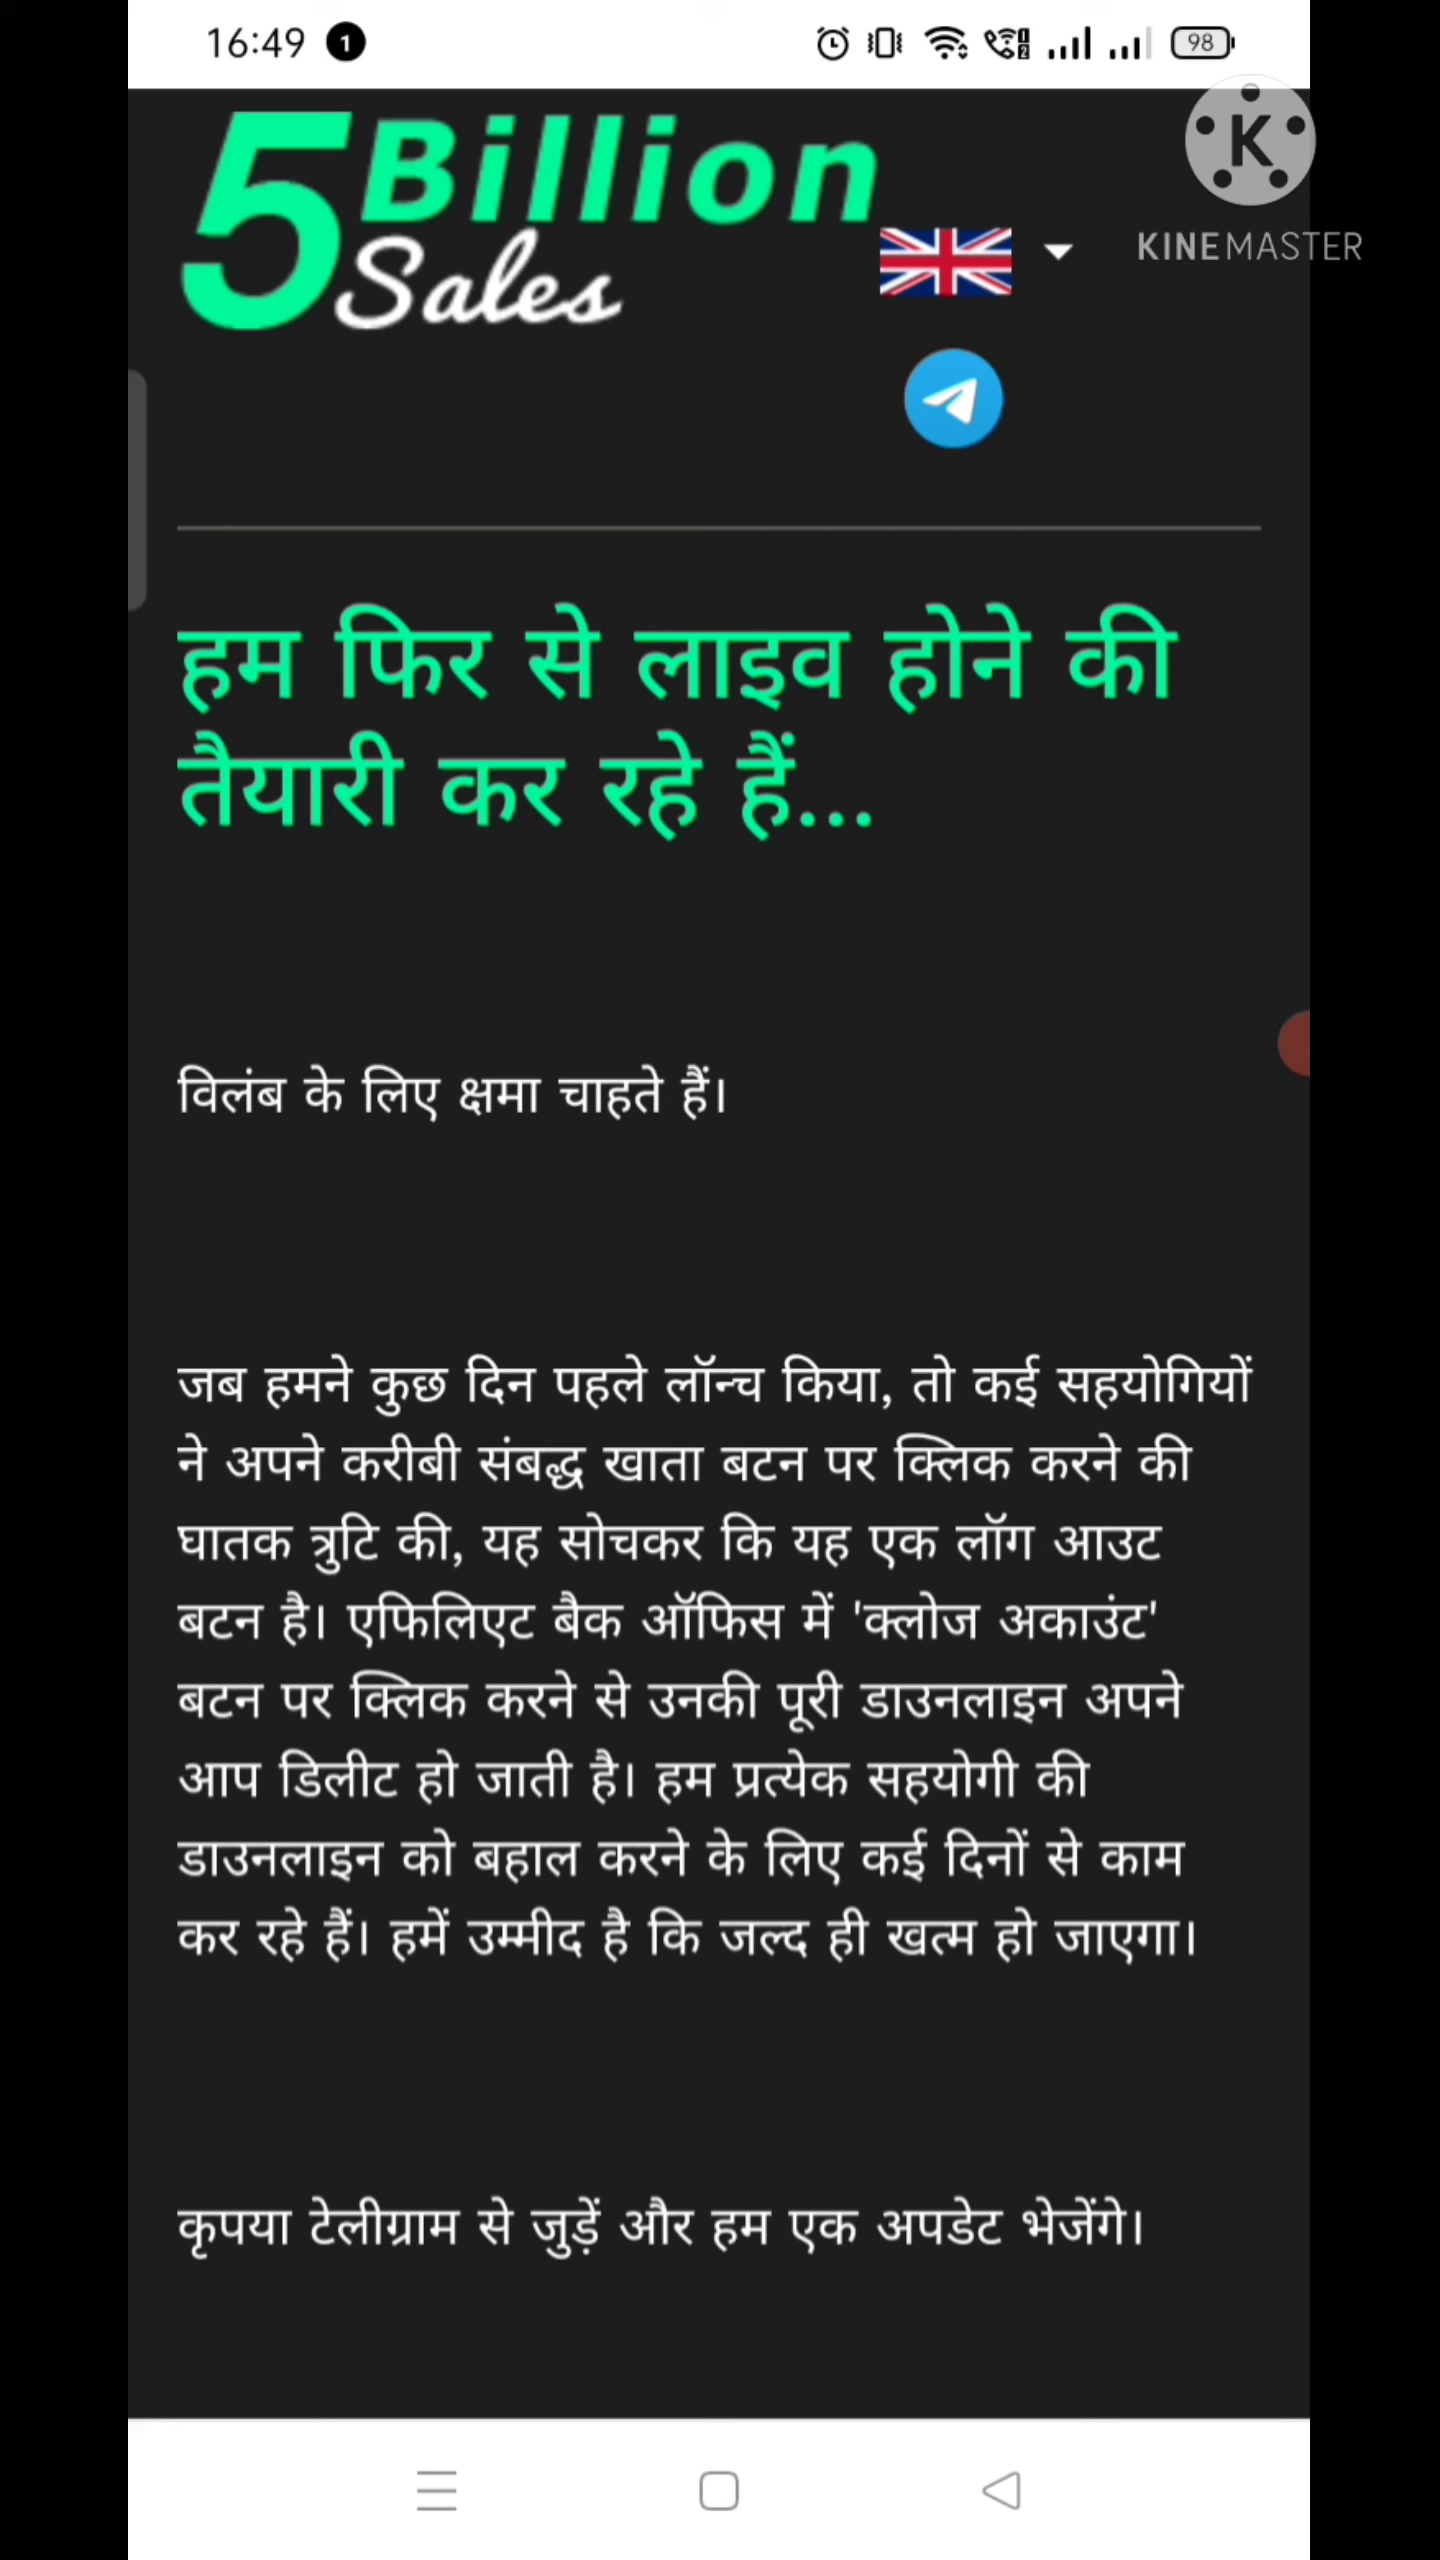 16:49 1 98
5 Billion
Sales
KINEMASTER
हम फिर से लाइव होने की
तैयारी कर रहे हैं...
विलंब के लिए क्षमा चाहते हैं।
जब हमने कुछ दिन पहले लॉन्च किया, तो कई सहयोगियों
ने अपने करीबी संबद्ध खाता बटन पर क्लिक करने की
घातक त्रुटि की, यह सोचकर कि यह एक लॉग आउट
बटन है। एफिलिएट बैक ऑफिस में 'क्लोज अकाउंट'
बटन पर क्लिक करने से उनकी पूरी डाउनलाइन अपने
आप डिलीट हो जाती है। हम प्रत्येक सहयोगी की
डाउनलाइन को बहाल करने के लिए कई दिनों से काम
कर रहे हैं। हमें उम्मीद है कि जल्द ही खत्म हो जाएगा।
कृपया टेलीग्राम से जुड़ें और हम एक अपडेट भेजेंगे।